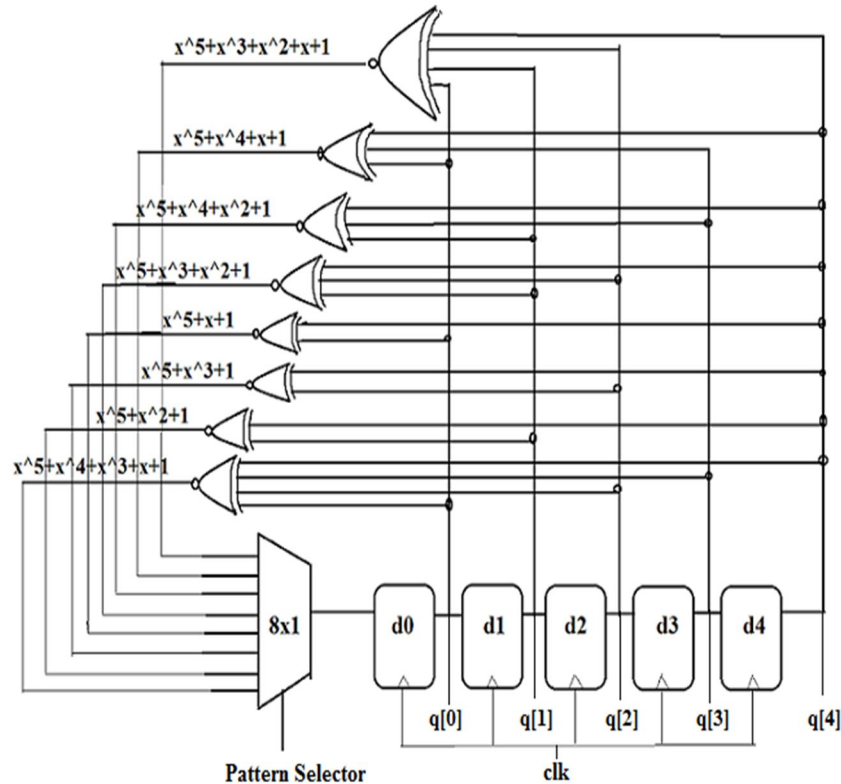 x^5+x^3+x^2+x+1
x^5+x^4+x+1
x^5+x^4+x^2+1
x^5+x^3+x^2+1
x^5+x+1
x^5+x^3+1
x^5+x^2+1
x^5+x^4+x^3+x+1
8x1
d0 d1 d2 d3 d4
q[0] q[1] q[2] q[3] q[4]
Pattern Selector clk